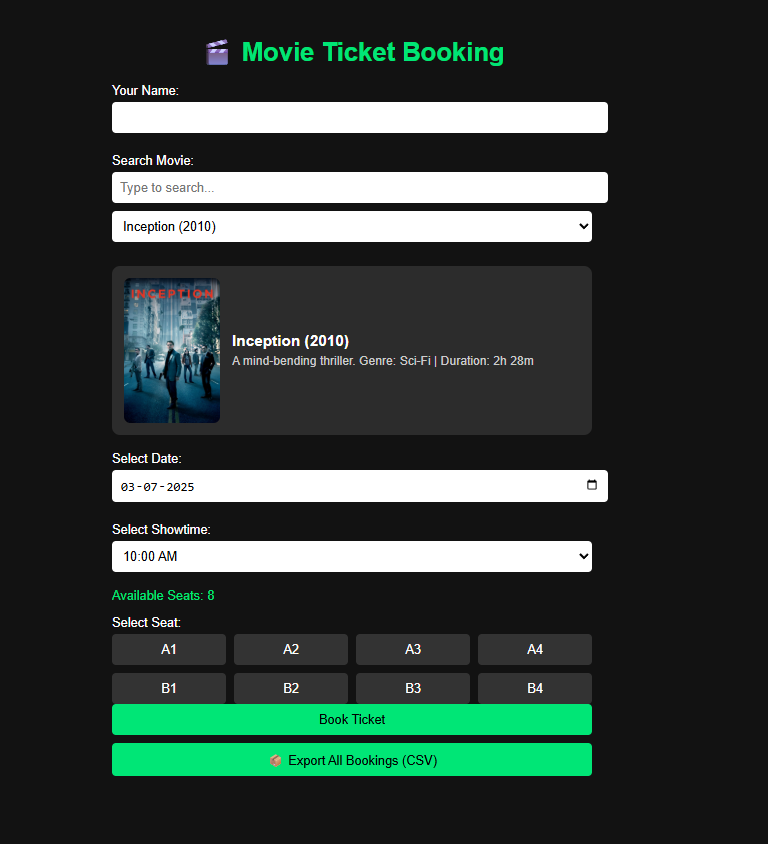 🎬 Movie Ticket Booking
Your Name:
Search Movie:
Type to search...
Inception (2010)
INCEPTION
Inception (2010)
A mind-bending thriller. Genre: Sci-Fi | Duration: 2h 28m
Select Date:
03-07-2025
Select Showtime:
10:00 AM
Available Seats: 8
Select Seat:
A1 A2 A3 A4
B1 B2 B3 B4
Book Ticket
📦 Export All Bookings (CSV)